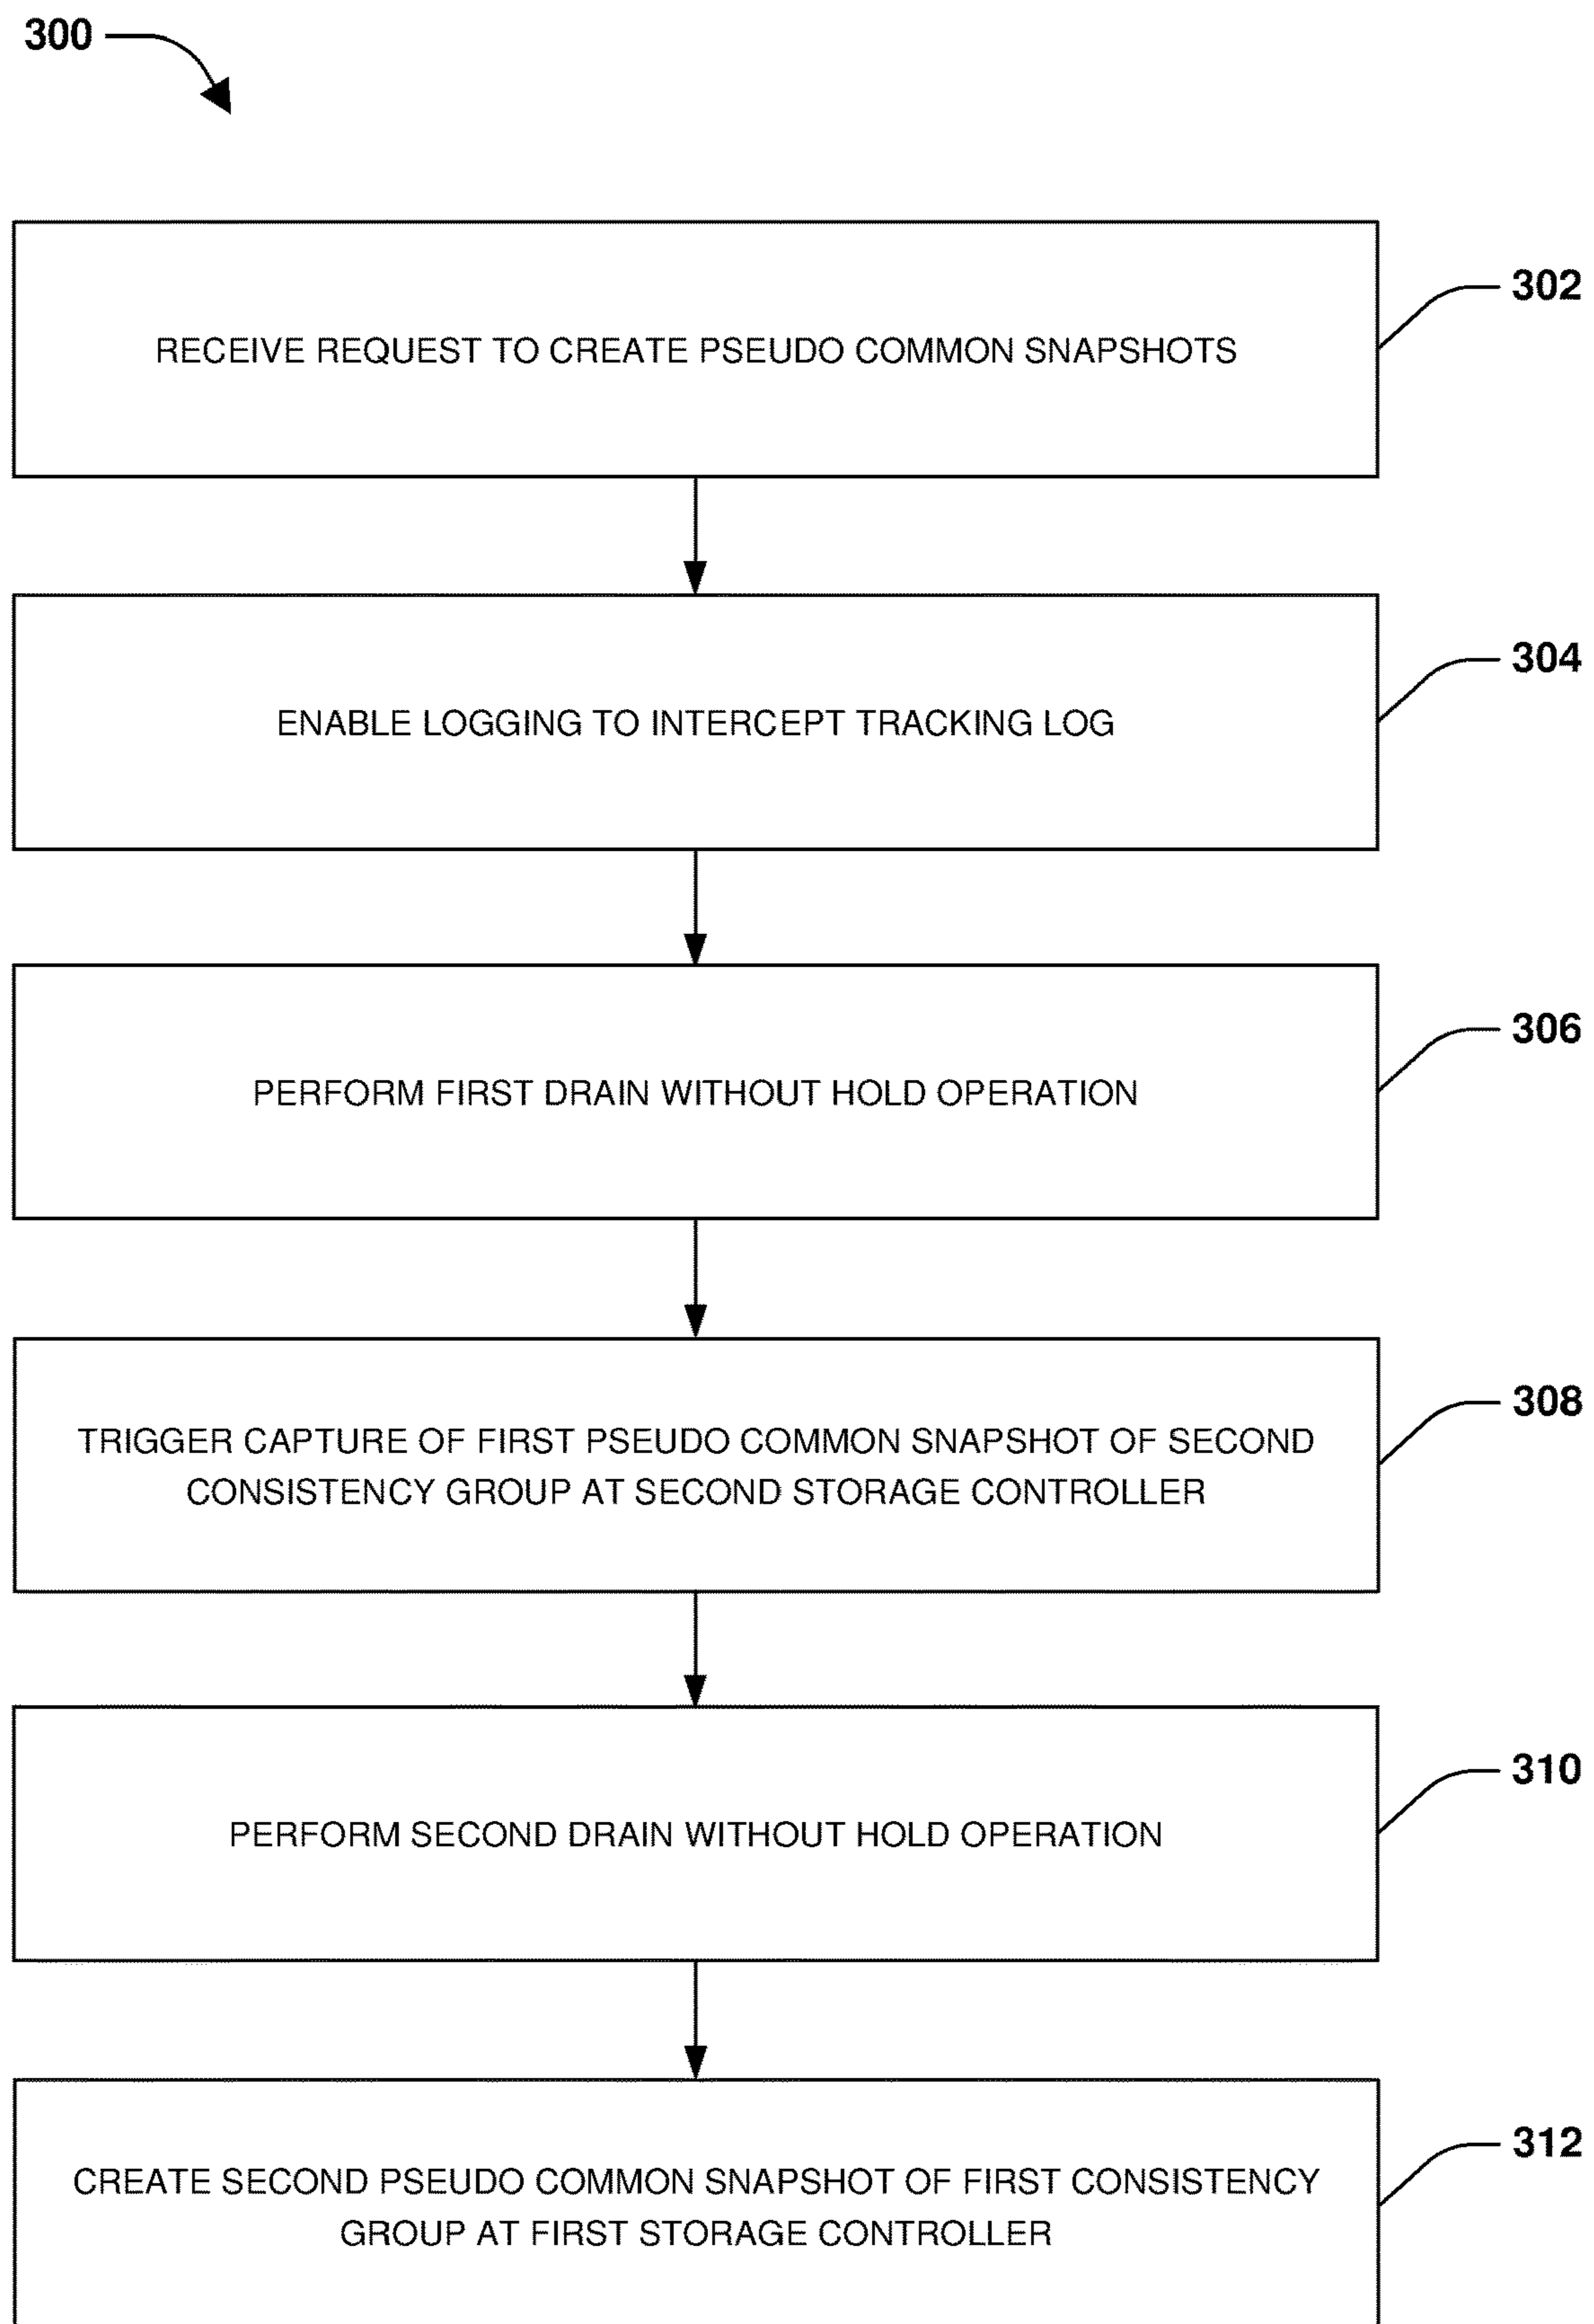 300
RECEIVE REQUEST TO CREATE PSEUDO COMMON SNAPSHOTS
302
ENABLE LOGGING TO INTERCEPT TRACKING LOG
304
PERFORM FIRST DRAIN WITHOUT HOLD OPERATION
306
TRIGGER CAPTURE OF FIRST PSEUDO COMMON SNAPSHOT OF SECOND
CONSISTENCY GROUP AT SECOND STORAGE CONTROLLER
308
PERFORM SECOND DRAIN WITHOUT HOLD OPERATION
310
CREATE SECOND PSEUDO COMMON SNAPSHOT OF FIRST CONSISTENCY
GROUP AT FIRST STORAGE CONTROLLER
312